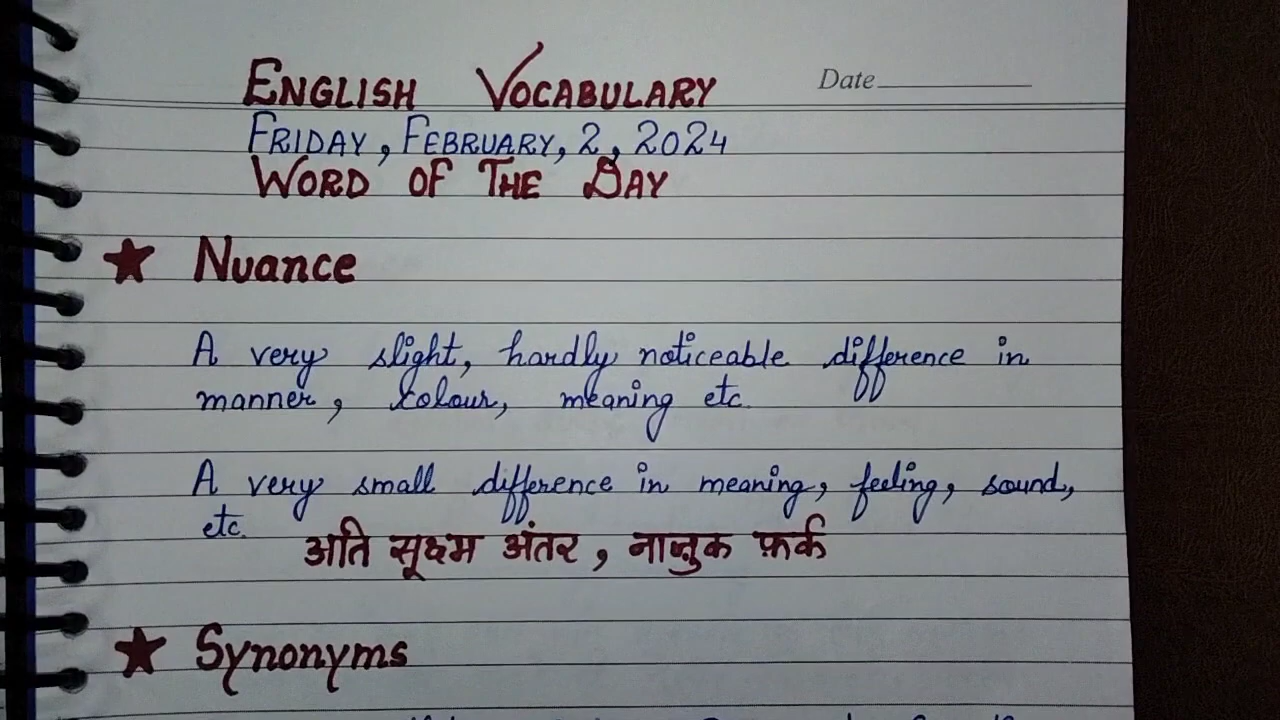 ENGLISH VOCABULARY
Date
FRIDAY, FEBRUARY, 2, 2024
WORD OF THE DAY
★ Nuance
A very slight, hardly noticeable difference in
manner, colour, meaning etc.
A very small difference in meaning, feeling, sound,
etc.
अति सूक्ष्म अंतर, नाज़ुक फ़र्क
★ Synonyms